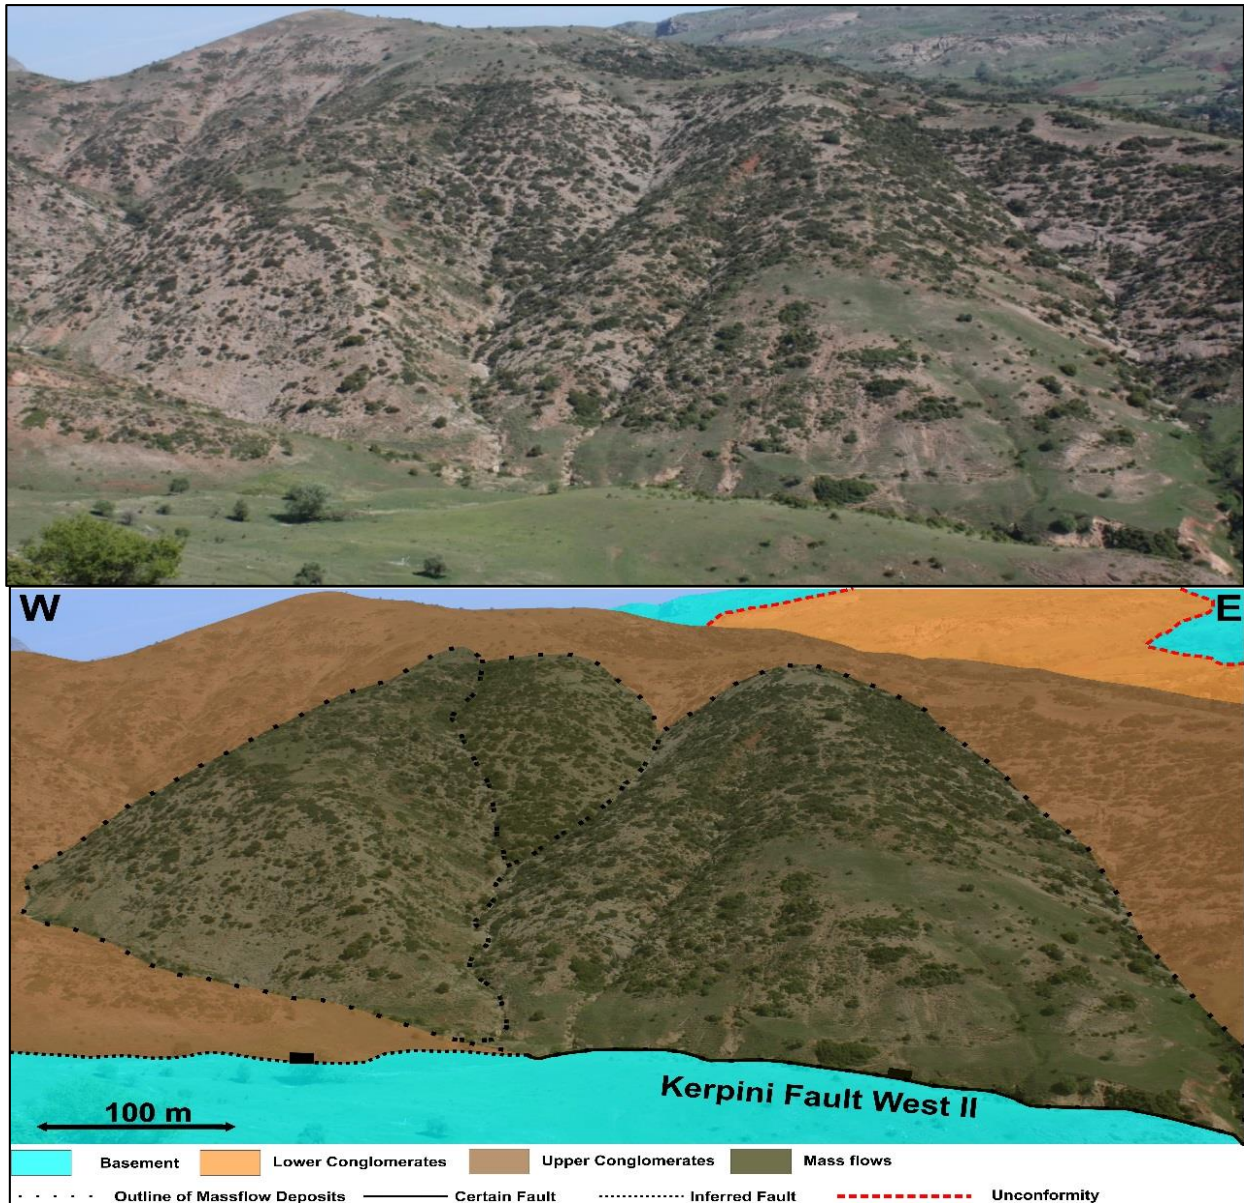 W E
Kerpini Fault West II
100 m
Basement Lower Conglomerates Upper Conglomerates Mass flows
Outline of Massflow Deposits Certain Fault Inferred Fault Unconformity